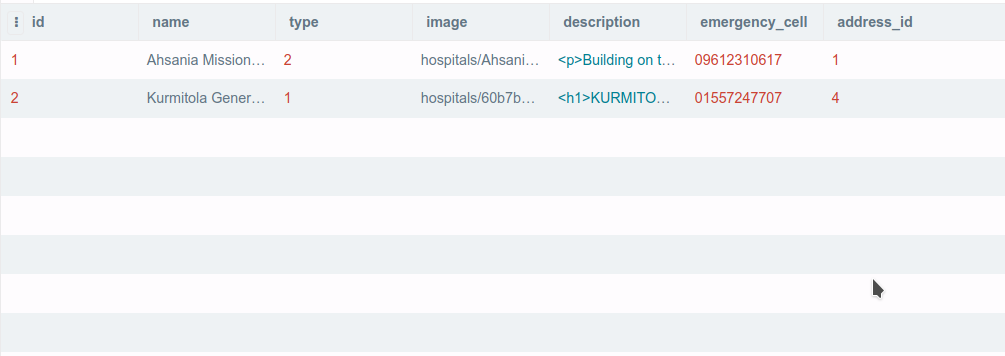 id name type image description emergency_cell address_id
1 Ahsania Mission… 2 hospitals/Ahsani… <p>Building on t… 09612310617 1
2 Kurmitola Gener… 1 hospitals/60b7b… <h1>KURMITO… 01557247707 4